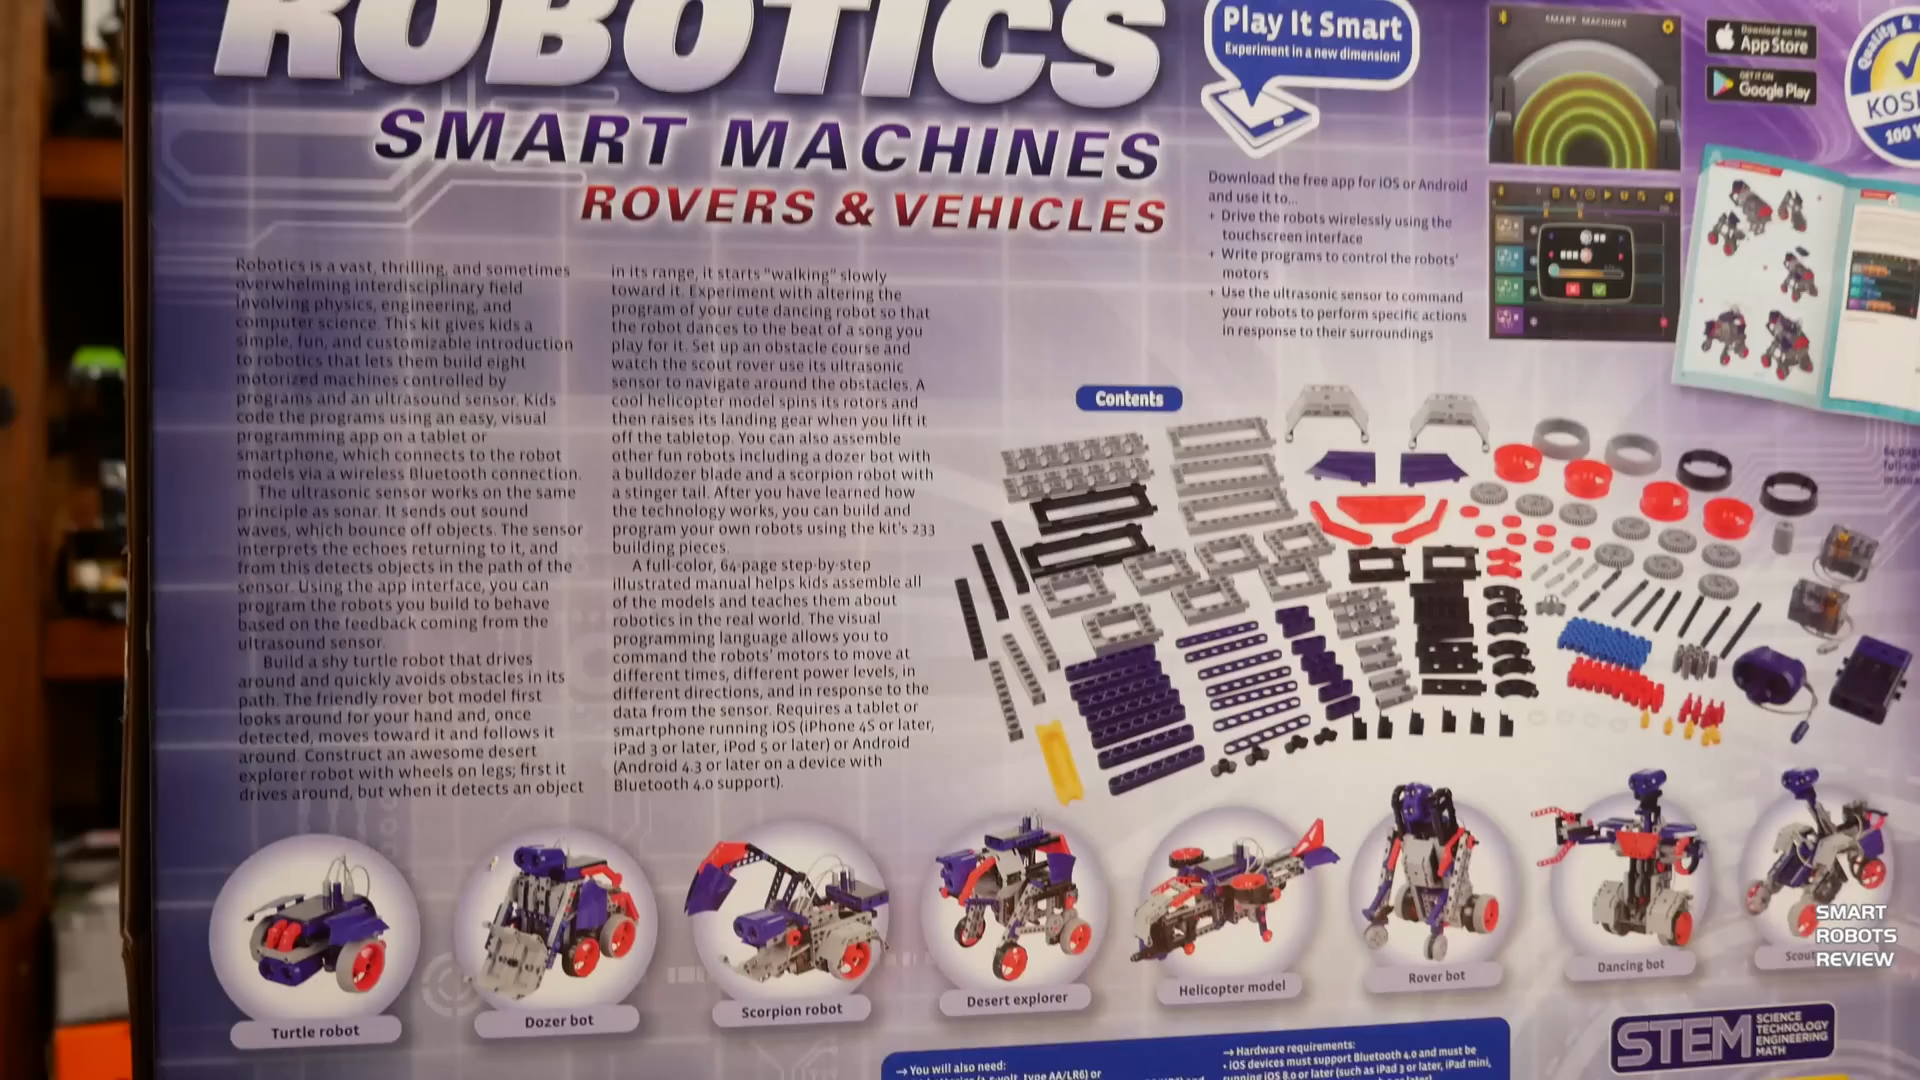 ROBOTICS
SMART MACHINES
ROVERS & VEHICLES
Robotics is a vast, thrilling, and sometimes
overwhelming interdisciplinary field
involving physics, engineering, and
computer science. This kit gives kids a
simple, fun, and customizable introduction
to robotics that lets them build eight
motorized machines controlled by
programs and an ultrasound sensor. Kids
code the programs using an easy, visual
programming app on a tablet or
smartphone, which connects to the robot
models via a wireless Bluetooth connection.
The ultrasonic sensor works on the same
principle as sonar. It sends out sound
waves, which bounce off objects. The sensor
interprets the echoes returning to it, and
from this detects objects in the path of the
sensor. Using the app interface, you can
program the robots you build to behave
based on the feedback coming from the
ultrasound sensor.
Build a shy turtle robot that drives
around and quickly avoids obstacles in its
path. The friendly rover bot model first
looks around for your hand and, once
detected, moves toward it and follows it
around. Construct an awesome desert
explorer robot with wheels on legs; first it
drives around, but when it detects an object
in its range, it starts "walking" slowly
toward it. Experiment with altering the
program of your cute dancing robot so that
the robot dances to the beat of a song you
play for it. Set up an obstacle course and
watch the scout rover use its ultrasonic
sensor to navigate around the obstacles. A
cool helicopter model spins its rotors and
then raises its landing gear when you lift it
off the tabletop. You can also assemble
other fun robots including a dozer bot with
a bulldozer blade and a scorpion robot with
a stinger tail. After you have learned how
the technology works, you can build and
program your own robots using the kit's 233
building pieces.
A full-color, 64-page step-by-step
illustrated manual helps kids assemble all
of the models and teaches them about
robotics in the real world. The visual
programming language allows you to
command the robots' motors to move at
different times, different power levels, in
different directions, and in response to the
data from the sensor. Requires a tablet or
smartphone running iOS (iPhone 4S or later,
iPad 3 or later, iPod 5 or later) or Android
(Android 4.3 or later on a device with
Bluetooth 4.0 support).
Play It Smart
Experiment in a new dimension!
Download the free app for iOS or Android
and use it to...
+ Drive the robots wirelessly using the
touchscreen interface
+ Write programs to control the robots'
motors
+ Use the ultrasonic sensor to command
your robots to perform specific actions
in response to their surroundings
SMART MACHINES
Download on the
App Store
GET IT ON
Google Play
Quality &
KOS
100
Contents
Turtle robot
Dozer bot
Scorpion robot
Desert explorer
Helicopter model
Rover bot
Dancing bot
Scout
SMART
ROBOTS
REVIEW
STEM
SCIENCE
TECHNOLOGY
ENGINEERING
MATH
→ You will also need:
type AA/LR6) or
→ Hardware requirements:
• iOS devices must support Bluetooth 4.0 and must be
running iOS 8.0 or later (such as iPad 3 or later, iPad mini,